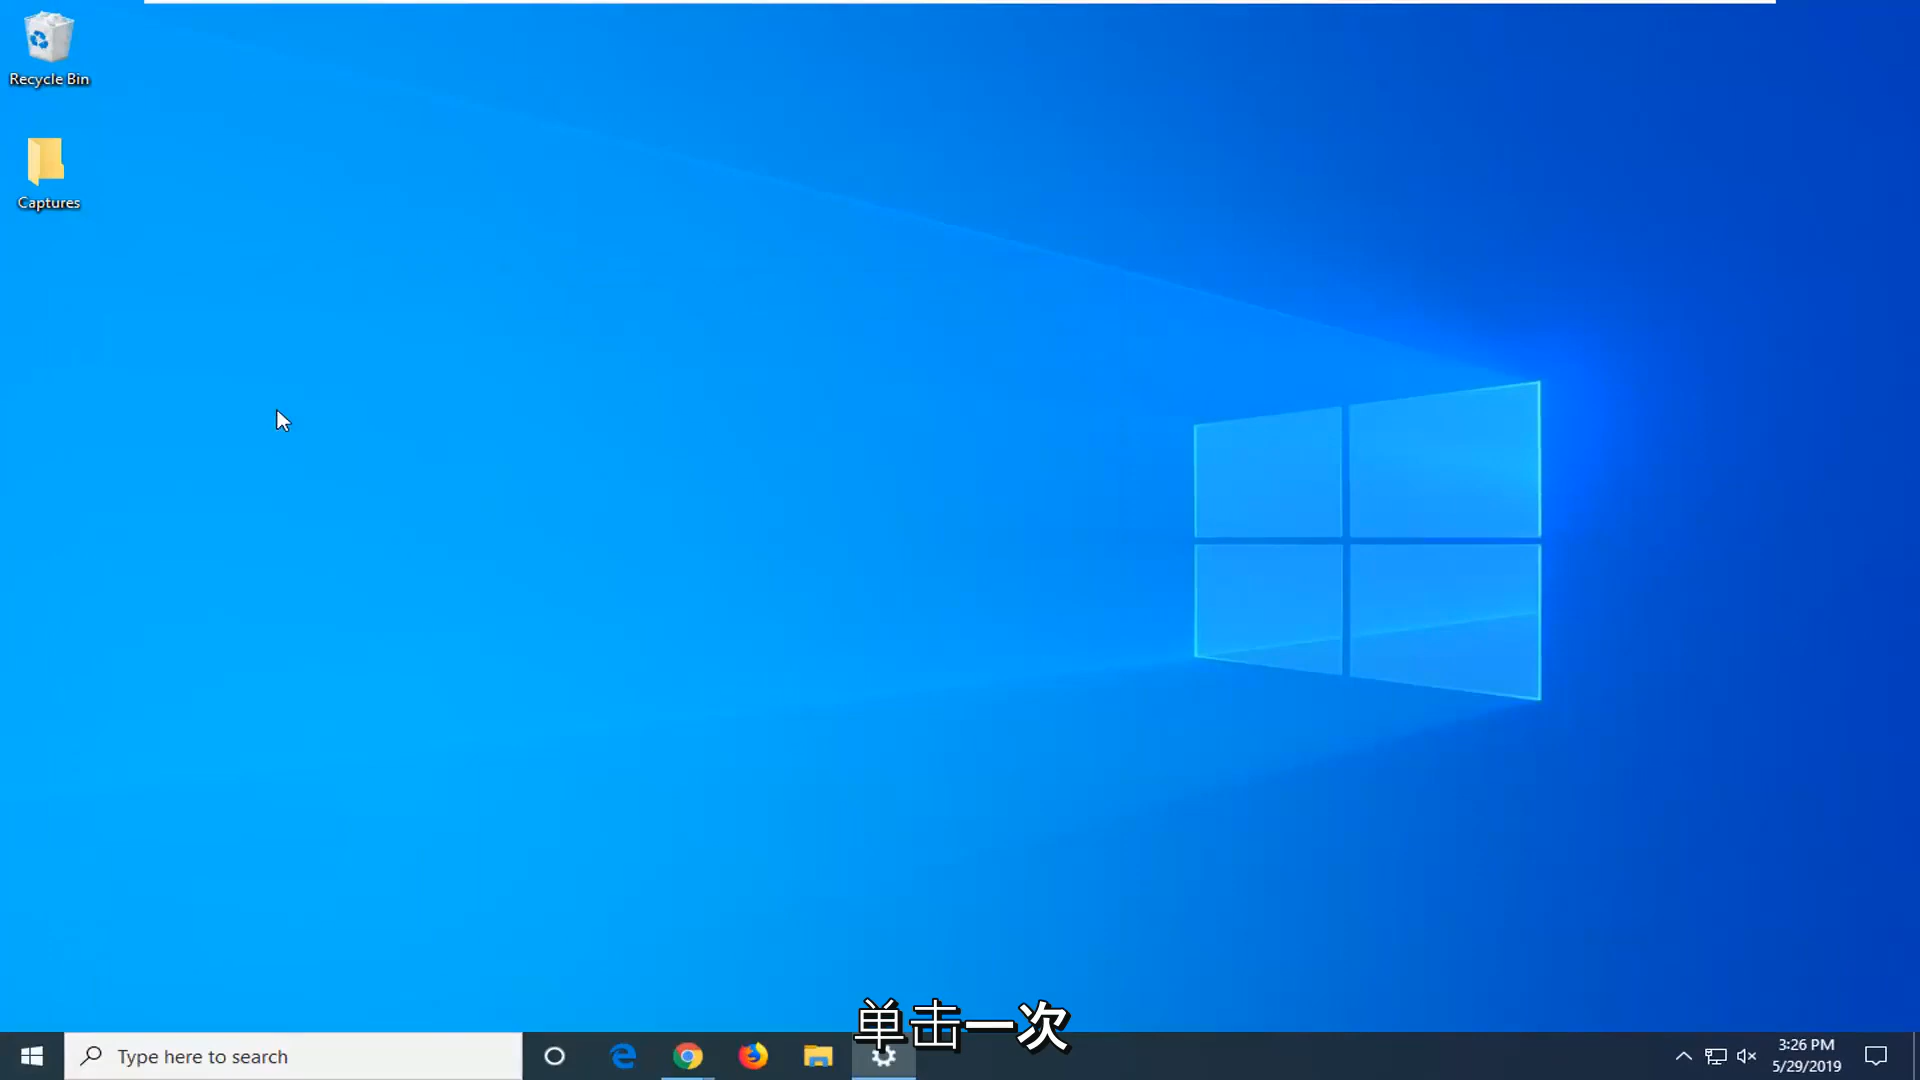 Recycle Bin
Captures
单击一次
Type here to search
3:26 PM
5/29/2019